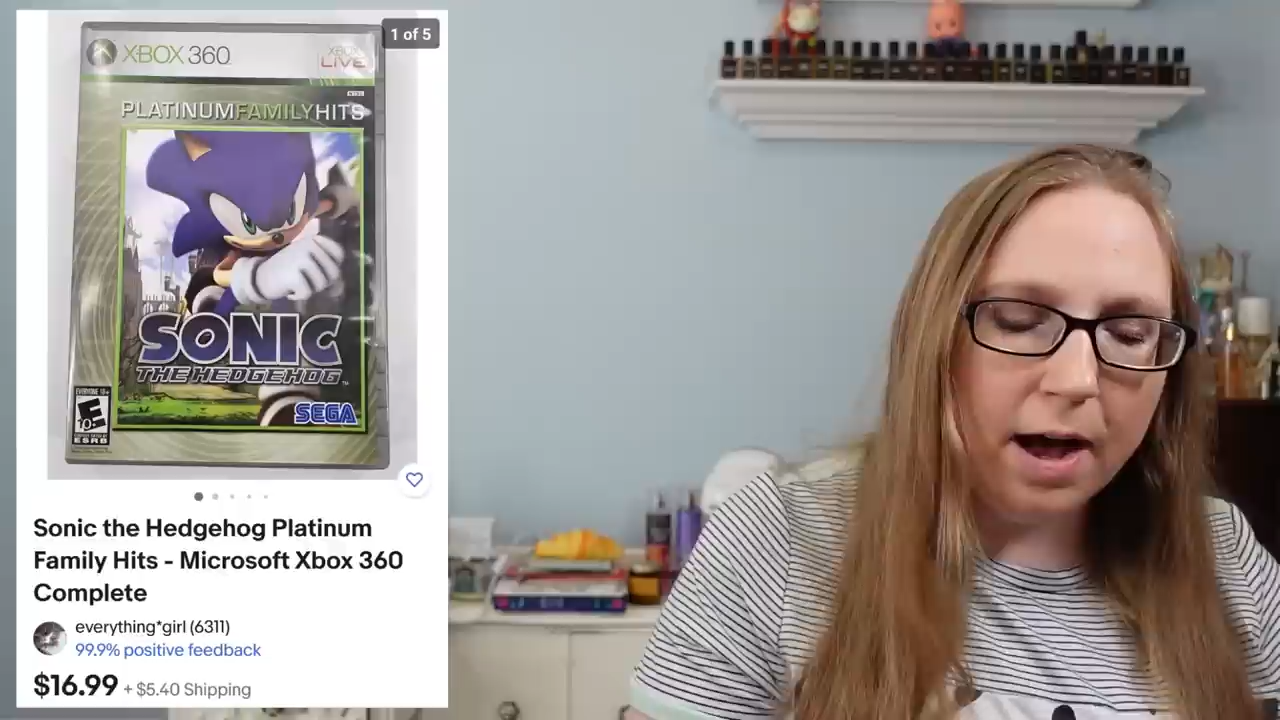 1 of 5
XBOX 360
XBOX
LIVE
PLATINUMFAMILYHITS
SONIC
THE HEDGEHOG
SEGA
EVERYONE 10+
E
10+
ESRB
Sonic the Hedgehog Platinum
Family Hits - Microsoft Xbox 360
Complete
everything*girl (6311)
99.9% positive feedback
$16.99 + $5.40 Shipping